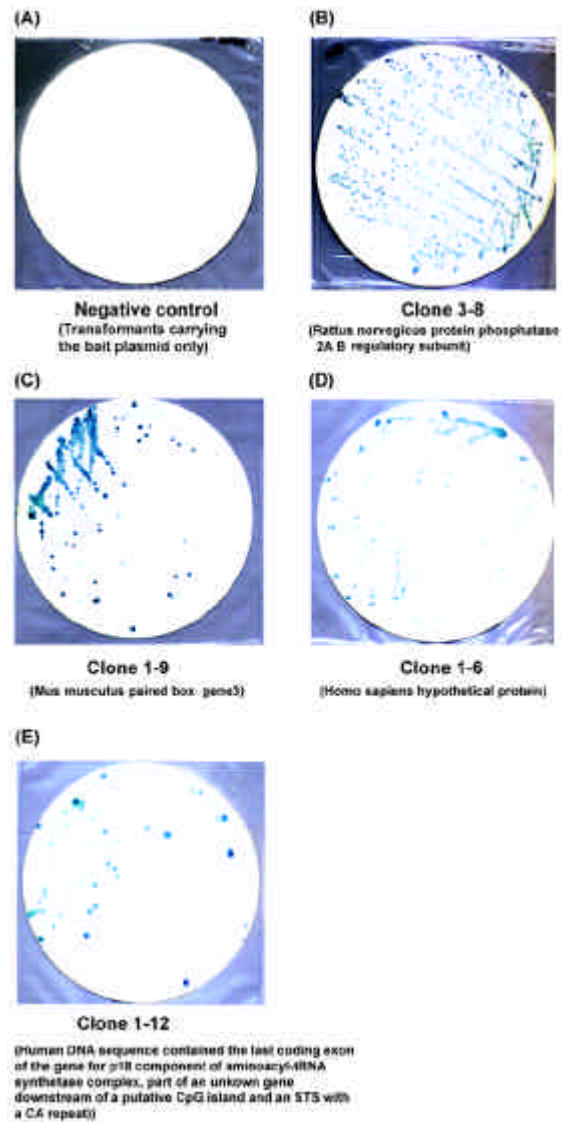 (A)
(B)
Negative control
(Transformants carrying
the bait plasmid only)
Clone 3-8
(Rattus norvegicus protein phosphatase
2A B regulatory subunit)
(C)
(D)
Clone 1-9
(Mus musculus paired box gene3)
Clone 1-6
(Homo sapiens hypothetical protein)
(E)
Clone 1-12
(Human DNA sequence contained the last coding exon
of the gene for p18 component of aminoacyl-tRNA
synthetase complex, part of an unkown gene
downstream of a putative CpG island and an STS with
a CA repeat))